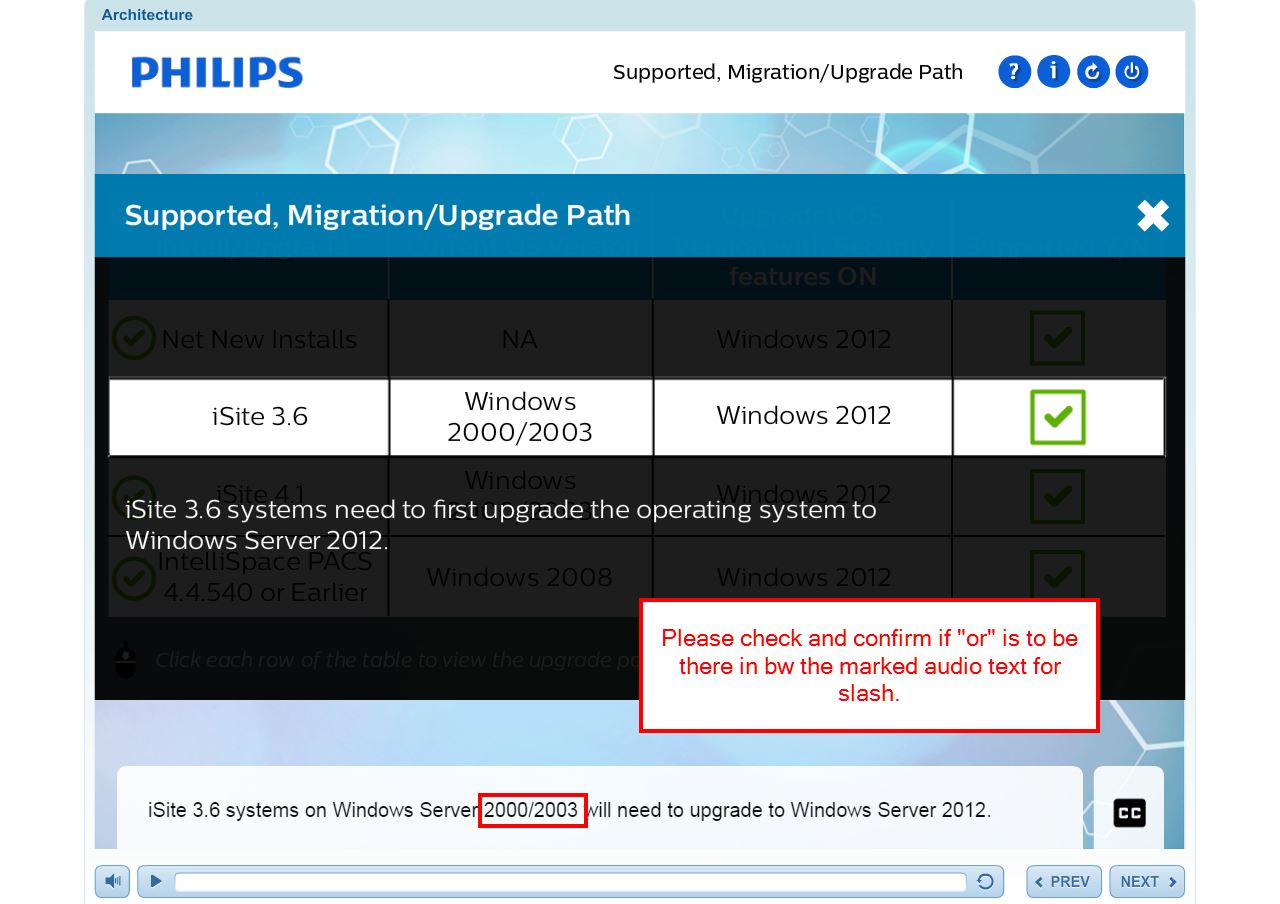 Architecture
PHILIPS
Supported, Migration/Upgrade Path
Supported, Migration/Upgrade Path
features ON
Net New Installs
NA
Windows 2012
iSite 3.6
Windows
2000/2003
Windows 2012
iSite 4.1
Windows
Windows 2012
iSite 3.6 systems need to first upgrade the operating system to
Windows Server 2012.
IntelliSpace PACS
4.4.540 or Earlier
Windows 2008
Windows 2012
Click each row of the table to view the upgrade
Please check and confirm if "or" is to be
there in bw the marked audio text for
slash.
iSite 3.6 systems on Windows Server 2000/2003 will need to upgrade to Windows Server 2012.
CC
PREV
NEXT